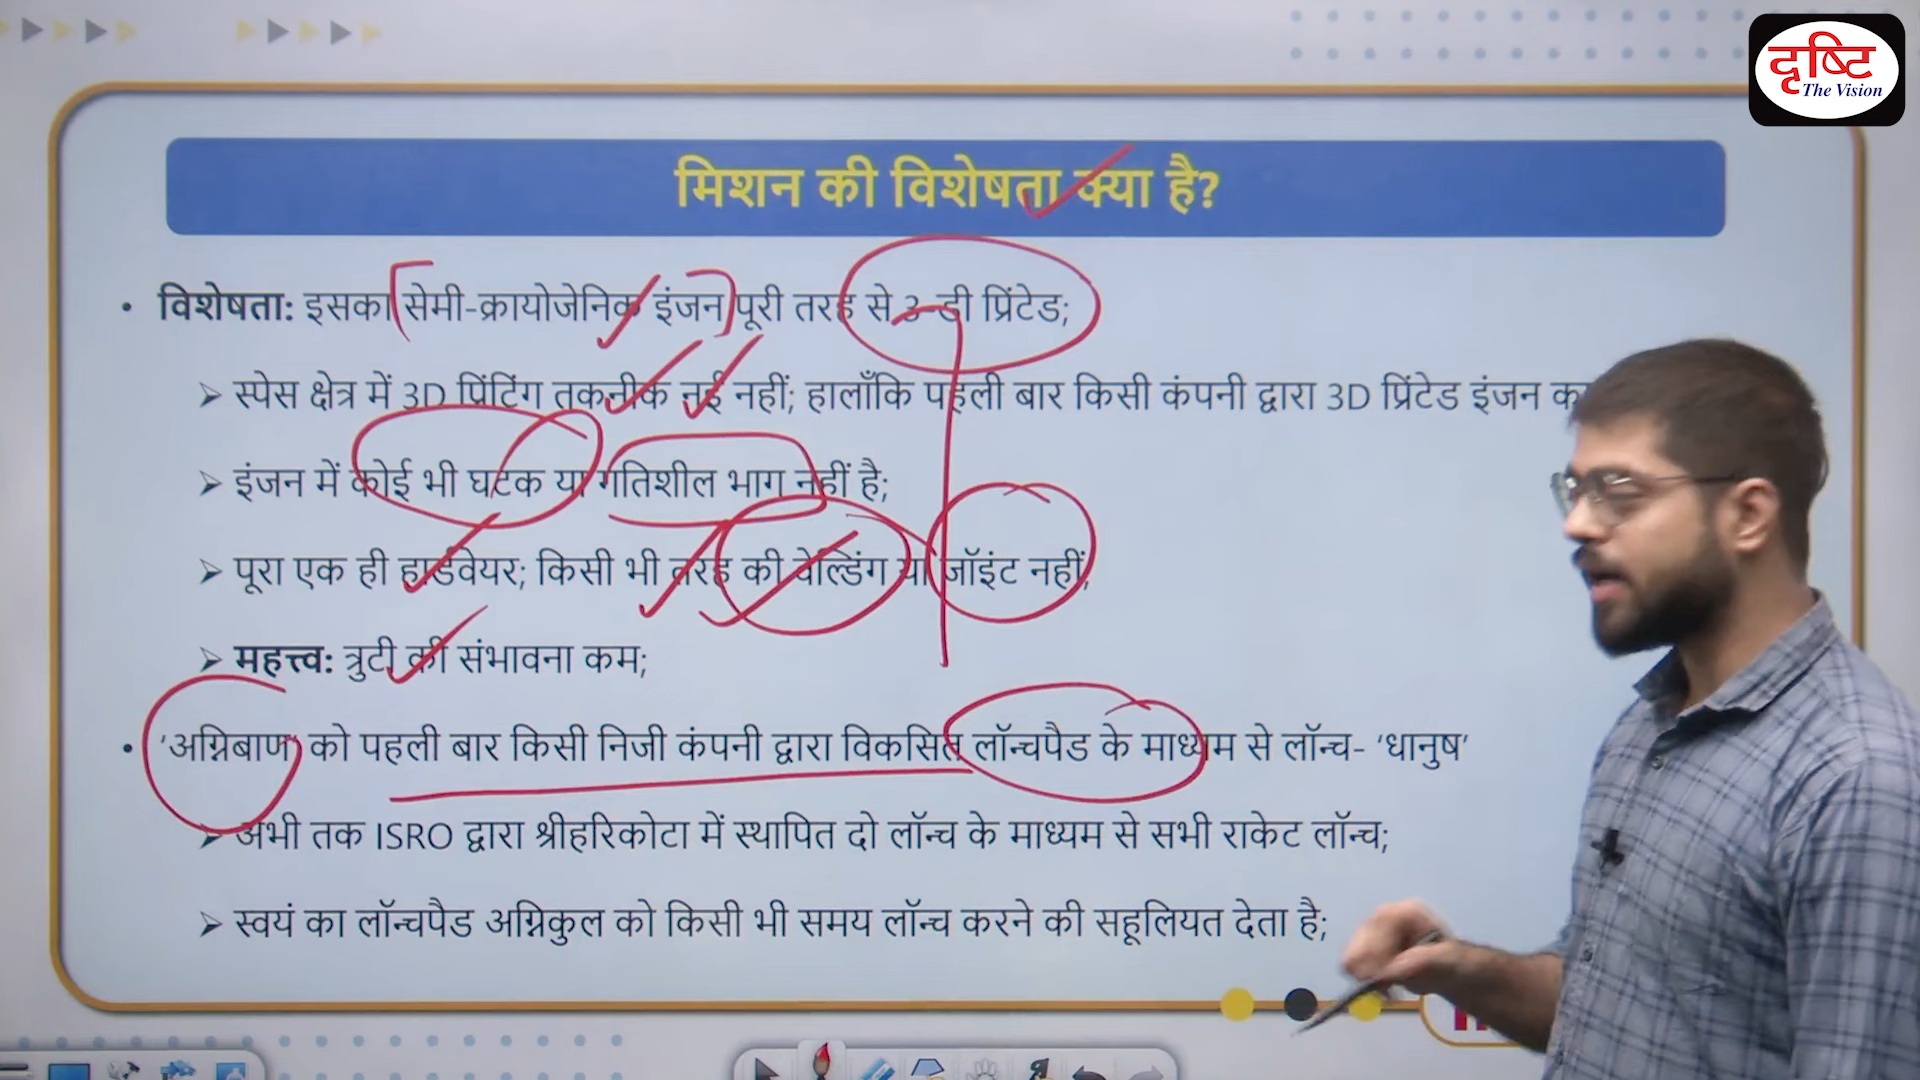 दृष्टि
The Vision
मिशन की विशेषता क्या है?
• विशेषता: इसका सेमी-क्रायोजेनिक इंजन पूरी तरह से 3-डी प्रिंटेड;
➢ स्पेस क्षेत्र में 3D प्रिंटिंग तकनीक नई नहीं; हालाँकि पहली बार किसी कंपनी द्वारा 3D प्रिंटेड इंजन
➢ इंजन में कोई भी घटक या गतिशील भाग नहीं है;
➢ पूरा एक ही हार्डवेयर; किसी भी तरह की वेल्डिंग या जॉइंट नहीं;
➢ महत्त्व: त्रुटी की संभावना कम;
• 'अग्निबाण' को पहली बार किसी निजी कंपनी द्वारा विकसित लॉन्चपैड के माध्यम से लॉन्च- 'धानुष'
➢ अभी तक ISRO द्वारा श्रीहरिकोटा में स्थापित दो लॉन्च के माध्यम से सभी राकेट लॉन्च;
➢ स्वयं का लॉन्चपैड अग्निकुल को किसी भी समय लॉन्च करने की सहूलियत देता है;